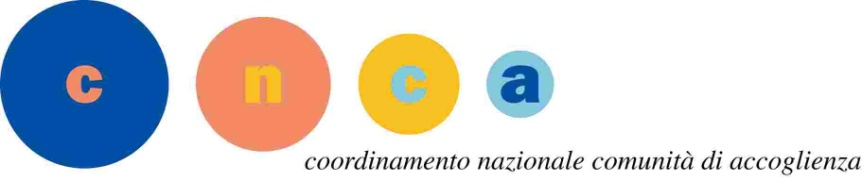 c n c a
coordinamento nazionale comunità di accoglienza